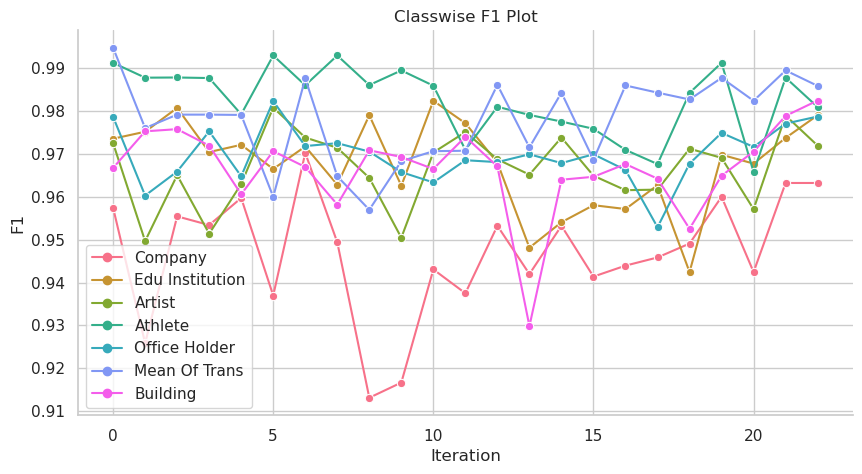 Classwise F1 Plot
F1
0.99
0.98
0.97
0.96
0.95
0.94
0.93
0.92
0.91
Company
Edu Institution
Artist
Athlete
Office Holder
Mean Of Trans
Building
0 5 10 15 20
Iteration